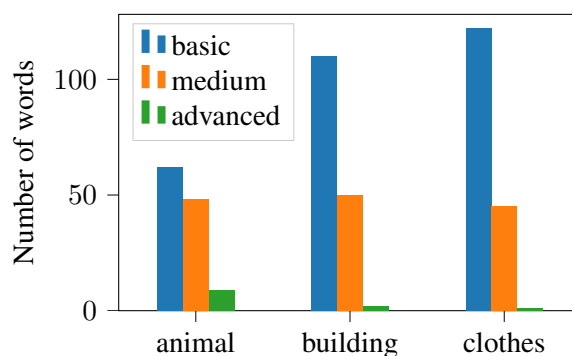 basic
medium
advanced
Number of words
100
50
0
animal building clothes